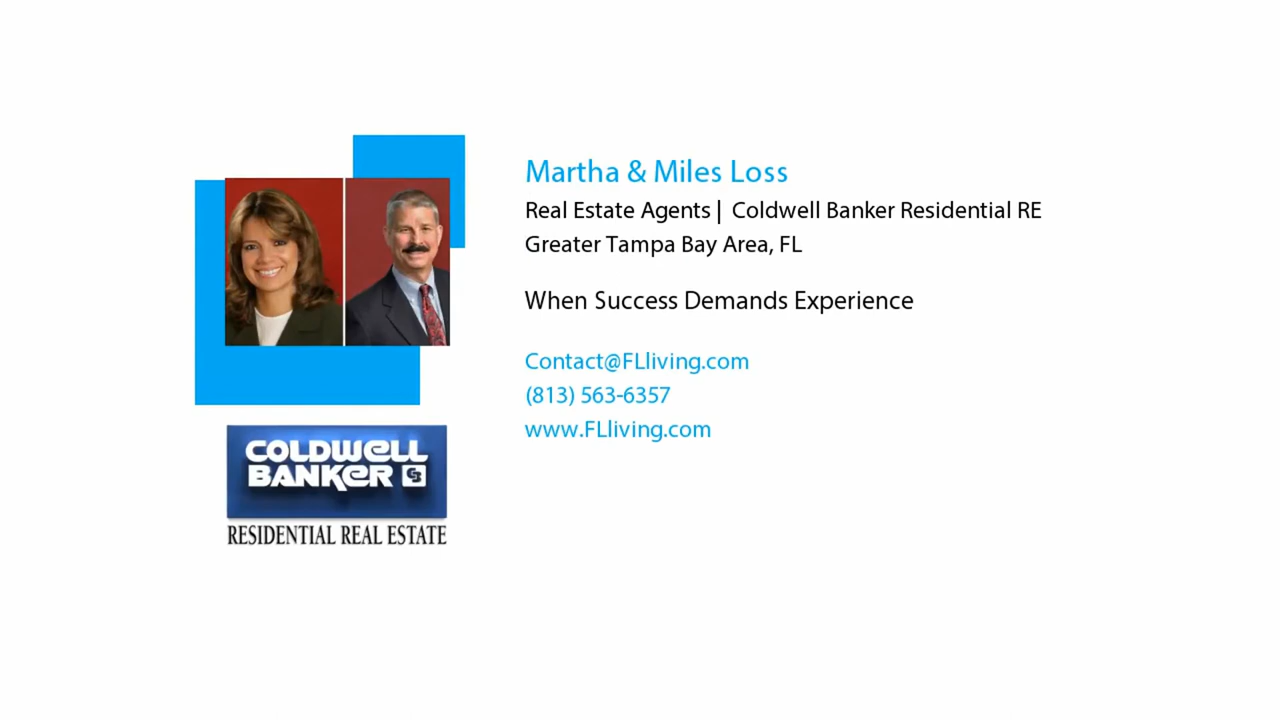 Martha & Miles Loss
Real Estate Agents | Coldwell Banker Residential RE
Greater Tampa Bay Area, FL
When Success Demands Experience
Contact@FLliving.com
(813) 563-6357
www.FLliving.com
COLDWELL
BANKER CB
RESIDENTIAL REAL ESTATE